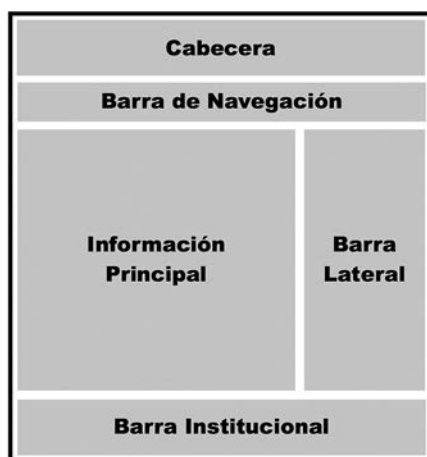 Cabecera
Barra de Navegación
Información
Principal
Barra
Lateral
Barra Institucional